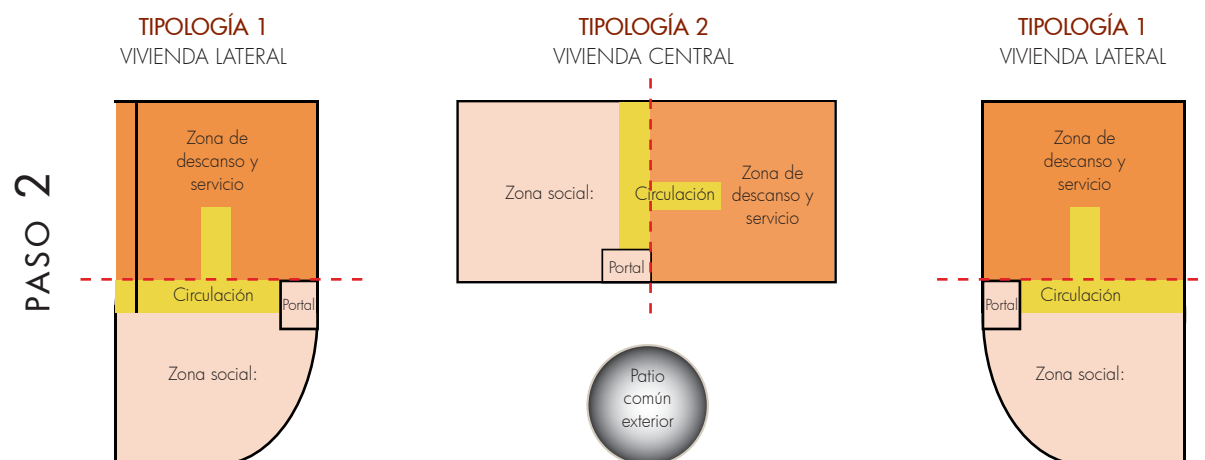 PASO 2
TIPOLOGÍA 1
VIVIENDA LATERAL
Zona de
descanso y
servicio
Circulación
Portal
Zona social:
TIPOLOGÍA 2
VIVIENDA CENTRAL
Zona social:
Circulación
Zona de
descanso y
servicio
Portal
Patio
común
exterior
TIPOLOGÍA 1
VIVIENDA LATERAL
Zona de
descanso y
servicio
Portal
Circulación
Zona social: